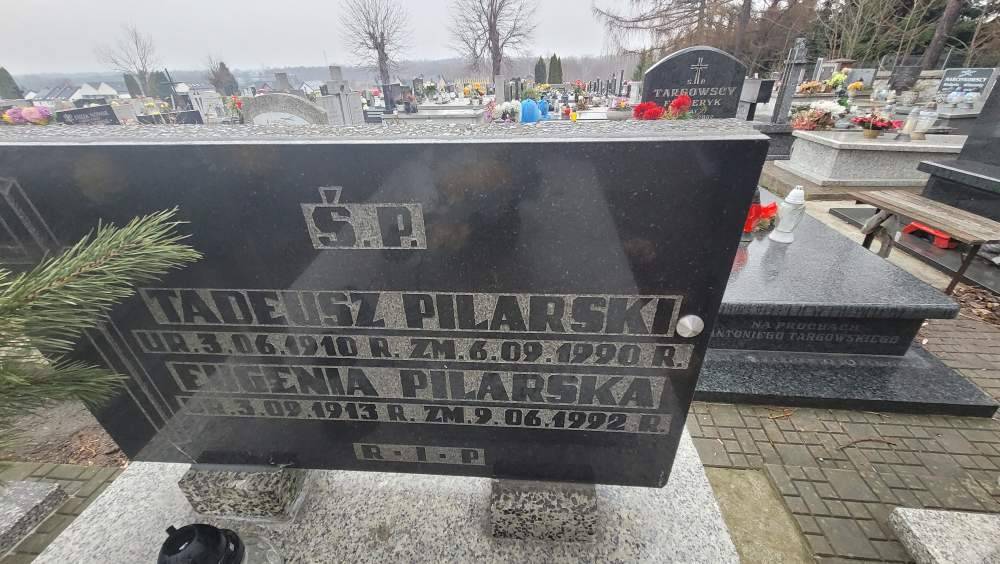 Ś.P.
TADEUSZ PILARSKI
UR.3.06.1910 R. ZM.6.09.1990 R.
EUGENIA PILARSKA
UR.3.09.1913 R. ZM.9.06.1992 R.
R-I-P
Ś.P.
TARGOWSCY
NA PROCHACH
ANTONIEGO TARGOWSKIEGO